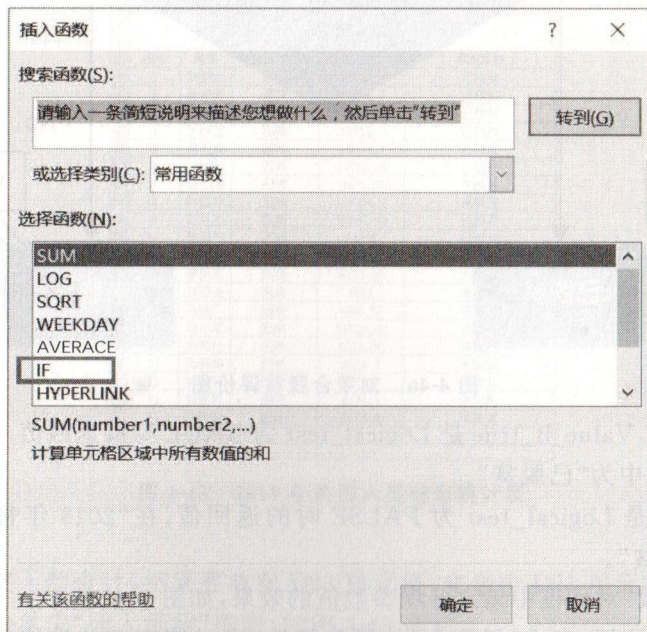 插入函数 ? ×
搜索函数(S):
请输入一条简短说明来描述您想做什么，然后单击“转到”
转到(G)
或选择类别(C): 常用函数
选择函数(N):
SUM
LOG
SQRT
WEEKDAY
AVERACE
IF
HYPERLINK
SUM(number1,number2,...)
计算单元格区域中所有数值的和
有关该函数的帮助
确定
取消